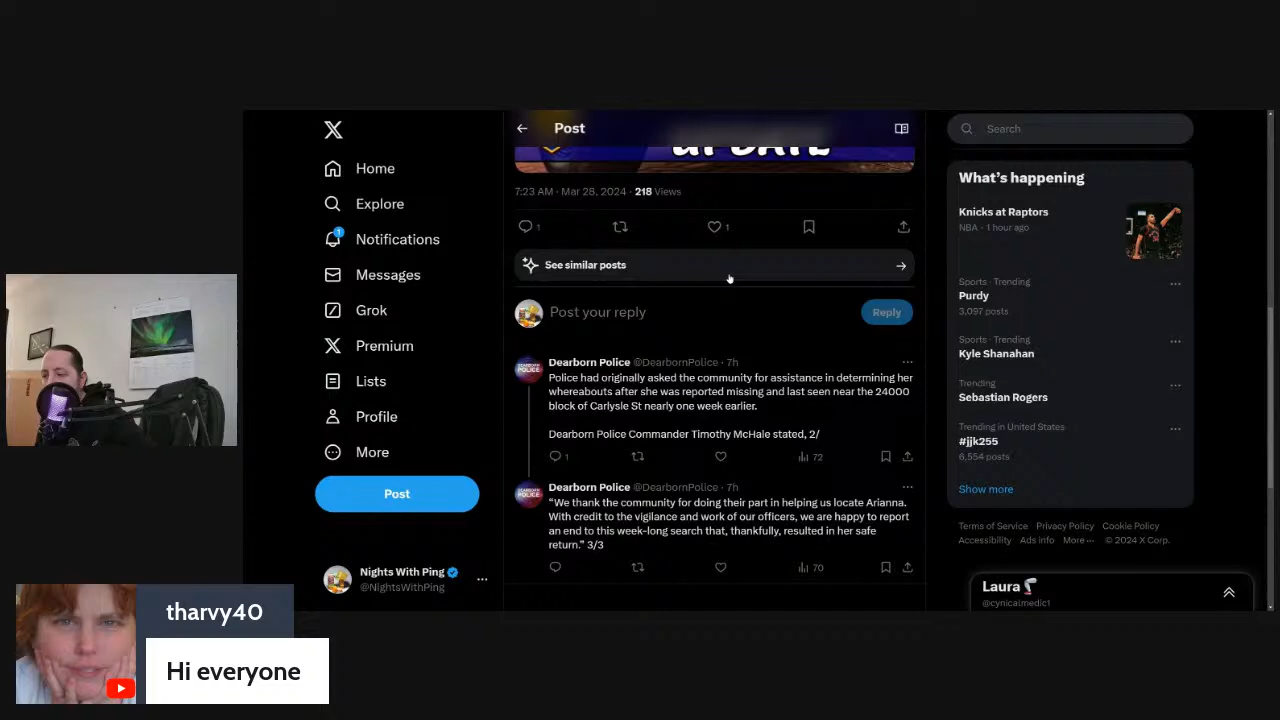 Home
Explore
1
Notifications
Messages
Grok
Premium
Lists
Profile
More
Post
Nights With Ping
@NightsWithPing
Post
UPDATE
7:23 AM · Mar 28, 2024 · 218 Views
1
1
See similar posts
Post your reply
Reply
Dearborn Police @DearbornPolice · 7h
Police had originally asked the community for assistance in determining her
whereabouts after she was reported missing and last seen near the 24000
block of Carlysle St nearly one week earlier.
Dearborn Police Commander Timothy McHale stated, 2/
1
72
Dearborn Police @DearbornPolice · 7h
“We thank the community for doing their part in helping us locate Arianna.
With credit to the vigilance and work of our officers, we are happy to report
an end to this week-long search that, thankfully, resulted in her safe
return.” 3/3
70
Search
What’s happening
Knicks at Raptors
NBA · 1 hour ago
Sports · Trending
Purdy
3,097 posts
Sports · Trending
Kyle Shanahan
Trending
Sebastian Rogers
Trending in United States
#jjk255
6,554 posts
Show more
Terms of Service Privacy Policy Cookie Policy
Accessibility Ads info More ··· © 2024 X Corp.
Laura
@cynicalmedic1
tharvy40
Hi everyone